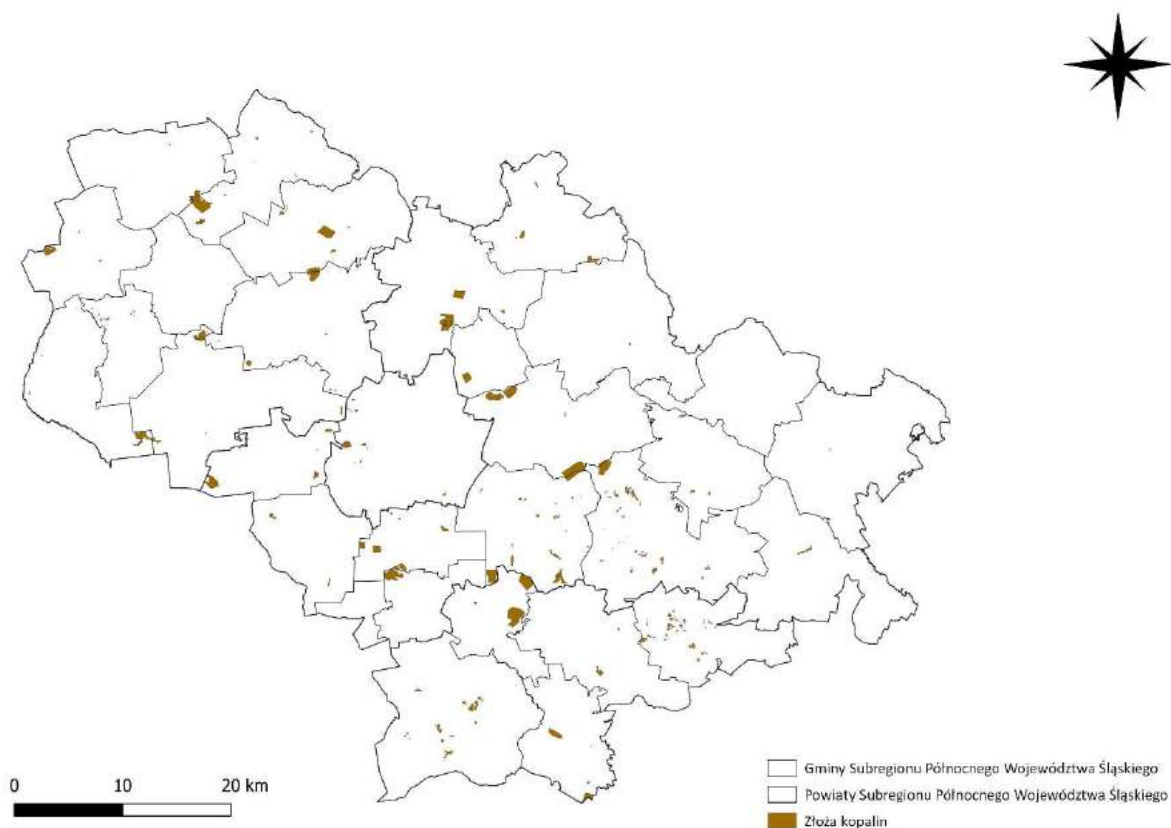 0 10 20 km
Gminy Subregionu Północnego Województwa Śląskiego
Powiaty Subregionu Północnego Województwa Śląskiego
Złoża kopalin